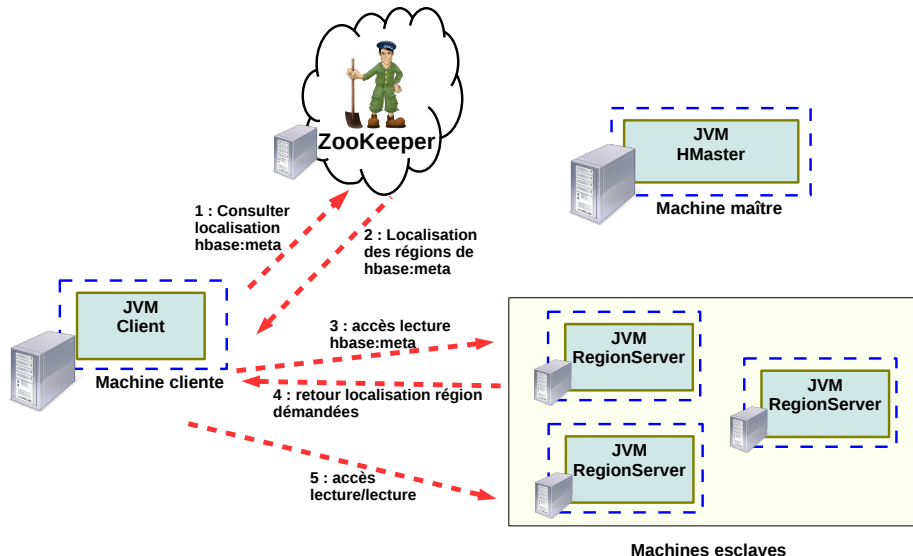 ZooKeeper
JVM
HMaster
Machine maître
1 : Consulter
localisation
hbase:meta
2 : Localisation
des régions de
hbase:meta
JVM
Client
Machine cliente
3 : accès lecture
hbase:meta
4 : retour localisation région
démandées
5 : accès
lecture/lecture
JVM
RegionServer
JVM
RegionServer
JVM
RegionServer
Machines esclaves